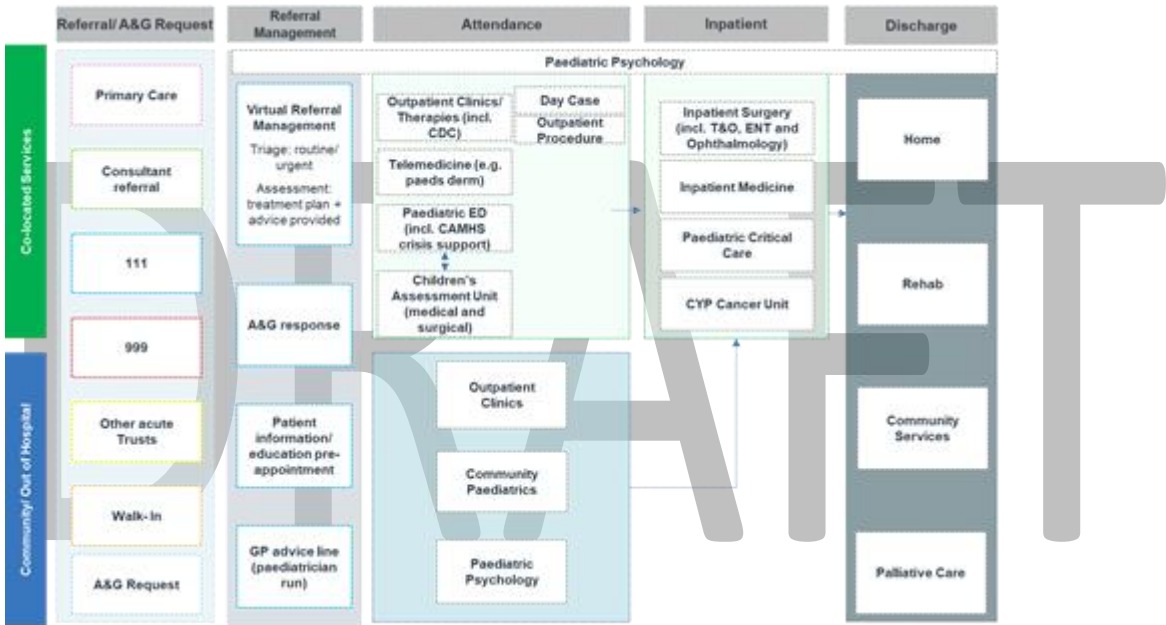 Referral/ A&G Request
Referral
Management
Attendance
Inpatient
Discharge
Co-located Services
Community/ Out of Hospital
Paediatric Psychology
Primary Care
Consultant
referral
111
999
Other acute
Trusts
Walk-In
A&G Request
Virtual Referral
Management
Triage: routine/
urgent
Assessment:
treatment plan +
advice provided
A&G response
Patient
information/
education pre-
appointment
GP advice line
(paediatrician
run)
Outpatient Clinics/
Therapies (incl.
CDC)
Day Case
Outpatient
Procedure
Telemedicine (e.g.
paeds derm)
Paediatric ED
(incl. CAMHS
crisis support)
Children's
Assessment Unit
(medical and
surgical)
Outpatient
Clinics
Community
Paediatrics
Paediatric
Psychology
Inpatient Surgery
(incl. T&O, ENT and
Ophthalmology)
Inpatient Medicine
Paediatric Critical
Care
CYP Cancer Unit
Home
Rehab
Community
Services
Palliative Care
DRAFT